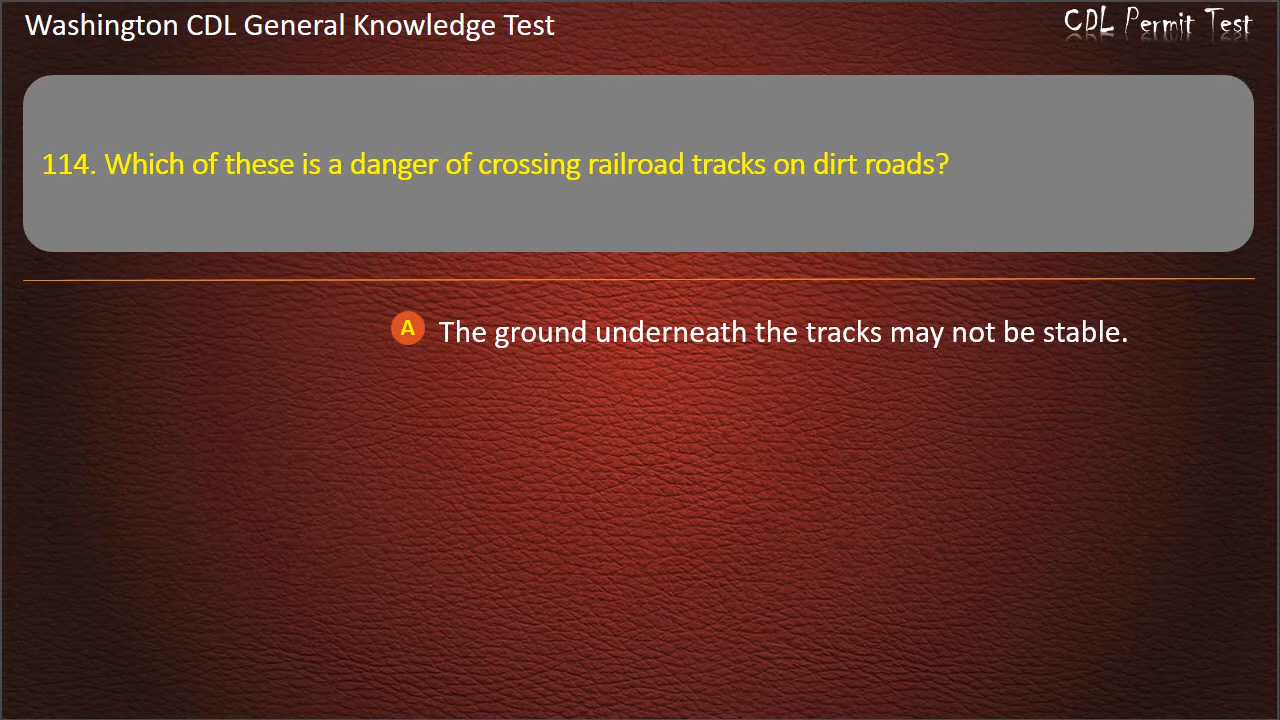 Washington CDL General Knowledge Test
CDL Permit Test
114. Which of these is a danger of crossing railroad tracks on dirt roads?
A The ground underneath the tracks may not be stable.